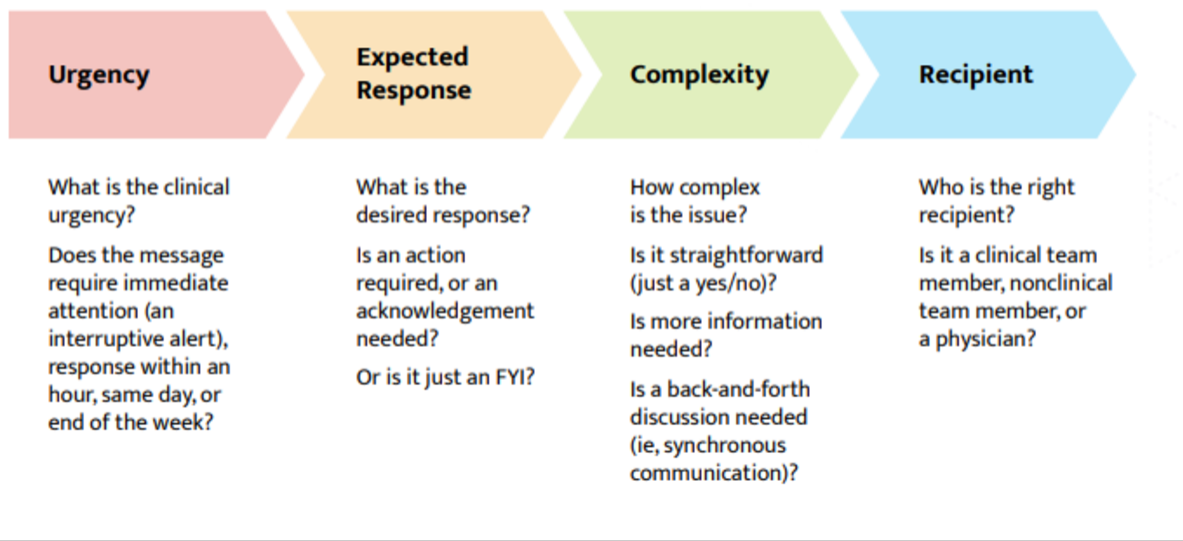 Urgency
Expected
Response
Complexity
Recipient
What is the clinical
urgency?
Does the message
require immediate
attention (an
interruptive alert),
response within an
hour, same day, or
end of the week?
What is the
desired response?
Is an action
required, or an
acknowledgement
needed?
Or is it just an FYI?
How complex
is the issue?
Is it straightforward
(just a yes/no)?
Is more information
needed?
Is a back-and-forth
discussion needed
(ie, synchronous
communication)?
Who is the right
recipient?
Is it a clinical team
member, nonclinical
team member, or
a physician?